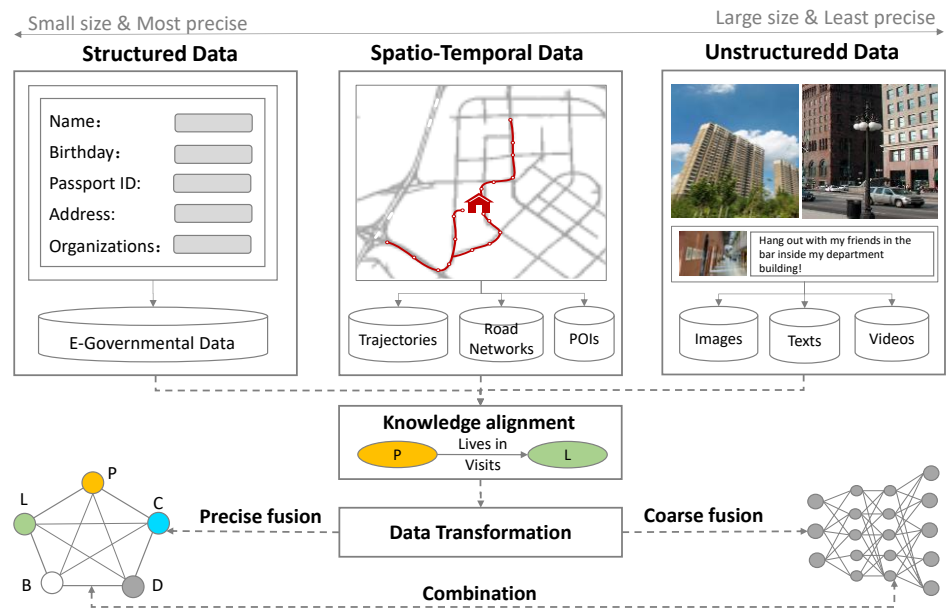 Small size & Most precise
Large size & Least precise
Structured Data
Spatio-Temporal Data
Unstructuredd Data
Name：
Birthday：
Passport ID:
Address:
Organizations：
E-Governmental Data
Trajectories
Road
Networks
POIs
Hang out with my friends in the
bar inside my department
building!
Images
Texts
Videos
Knowledge alignment
P
Lives in
Visits
L
P
L
C
B
D
Precise fusion
Data Transformation
Coarse fusion
Combination